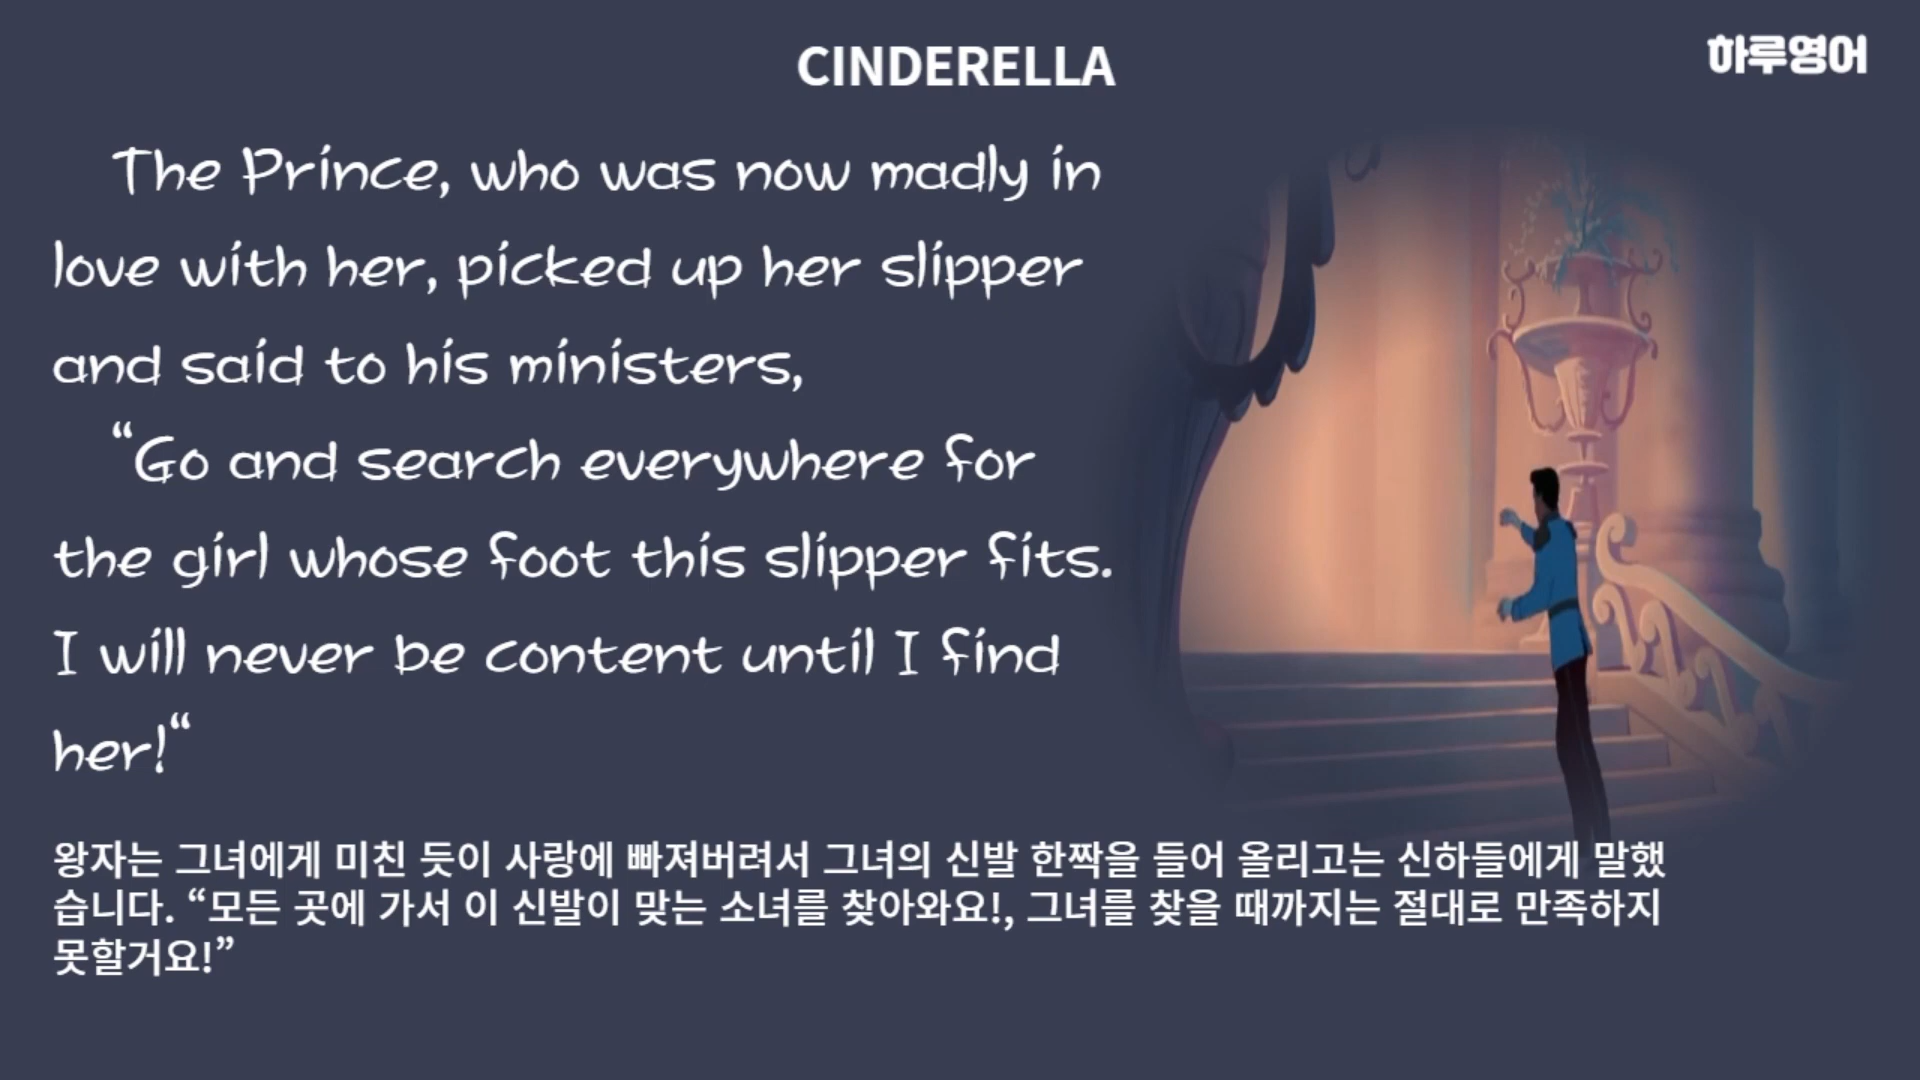 CINDERELLA
하루영어
The Prince, who was now madly in
love with her, picked up her slipper
and said to his ministers,
“Go and search everywhere for
the girl whose foot this slipper fits.
I will never be content until I find
her!“
왕자는 그녀에게 미친 듯이 사랑에 빠져버려서 그녀의 신발 한짝을 들어 올리고는 신하들에게 말했
습니다. “모든 곳에 가서 이 신발이 맞는 소녀를 찾아와요!, 그녀를 찾을 때까지는 절대로 만족하지
못할거요!”